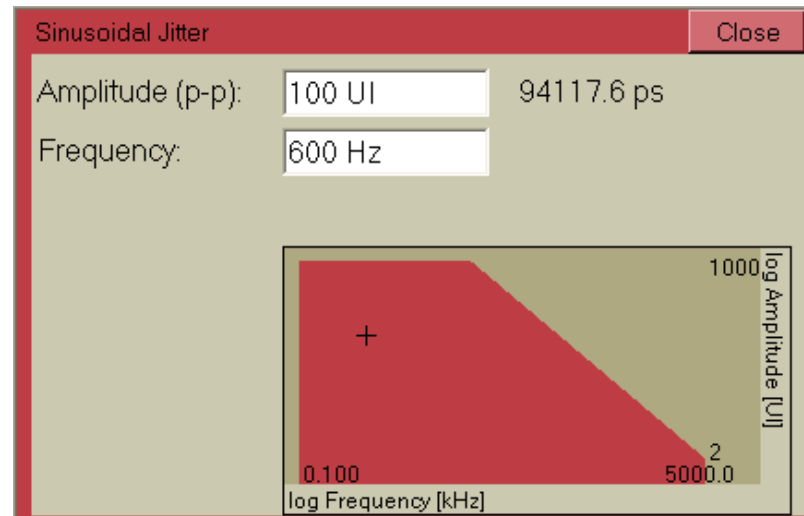 Sinusoidal Jitter Close
Amplitude (p-p): 100 UI 94117.6 ps
Frequency: 600 Hz
1000
log Amplitude [UI]
2
0.100 5000.0
log Frequency [kHz]